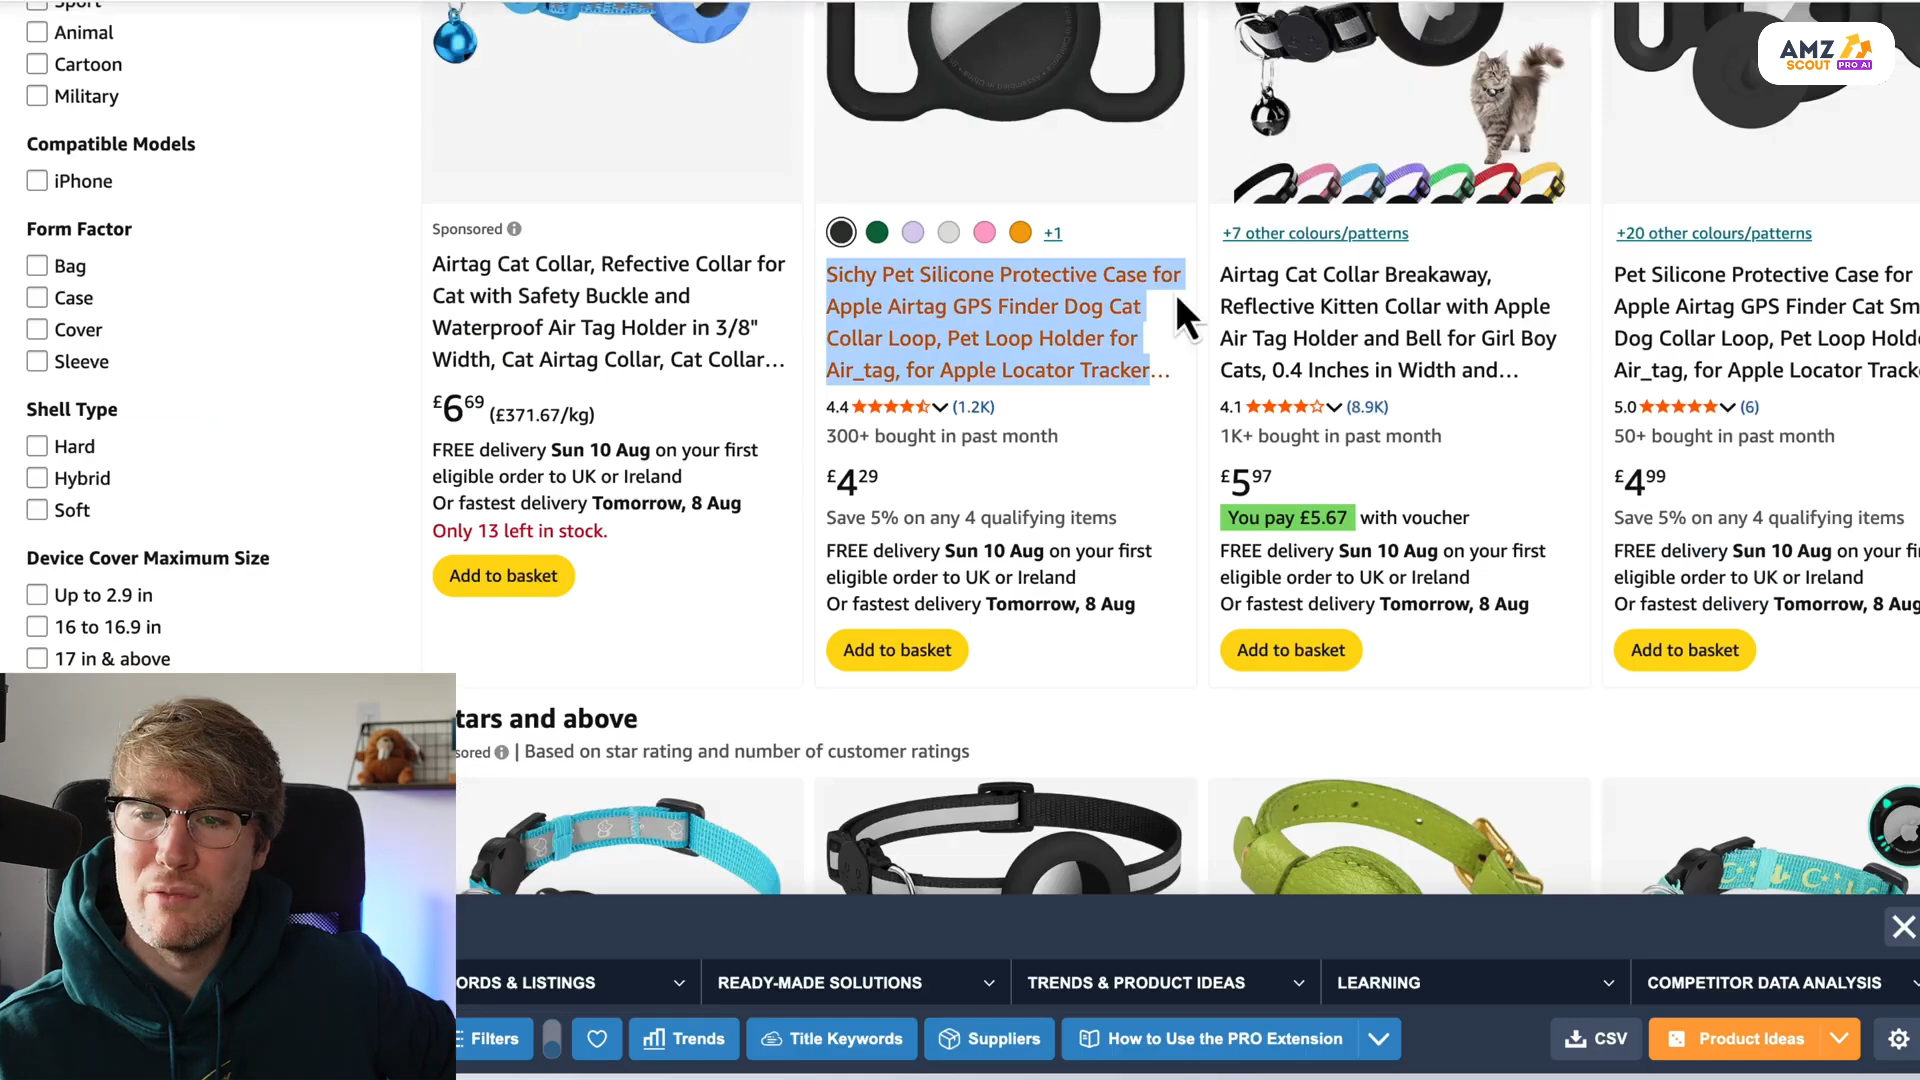 Sport
Animal
Cartoon
Military
Compatible Models
iPhone
Form Factor
Bag
Case
Cover
Sleeve
Shell Type
Hard
Hybrid
Soft
Device Cover Maximum Size
Up to 2.9 in
16 to 16.9 in
17 in & above
Sponsored
Airtag Cat Collar, Refective Collar for
Cat with Safety Buckle and
Waterproof Air Tag Holder in 3/8"
Width, Cat Airtag Collar, Cat Collar…
£6 69 (£371.67/kg)
FREE delivery Sun 10 Aug on your first
eligible order to UK or Ireland
Or fastest delivery Tomorrow, 8 Aug
Only 13 left in stock.
Add to basket
+1
Sichy Pet Silicone Protective Case for
Apple Airtag GPS Finder Dog Cat
Collar Loop, Pet Loop Holder for
Air_tag, for Apple Locator Tracker…
4.4 (1.2K)
300+ bought in past month
£4 29
Save 5% on any 4 qualifying items
FREE delivery Sun 10 Aug on your first
eligible order to UK or Ireland
Or fastest delivery Tomorrow, 8 Aug
Add to basket
+7 other colours/patterns
Airtag Cat Collar Breakaway,
Reflective Kitten Collar with Apple
Air Tag Holder and Bell for Girl Boy
Cats, 0.4 Inches in Width and…
4.1 (8.9K)
1K+ bought in past month
£5 97
You pay £5.67 with voucher
FREE delivery Sun 10 Aug on your first
eligible order to UK or Ireland
Or fastest delivery Tomorrow, 8 Aug
Add to basket
AMZ
SCOUT PRO AI
+20 other colours/patterns
Pet Silicone Protective Case for
Apple Airtag GPS Finder Cat Sm
Dog Collar Loop, Pet Loop Hold
Air_tag, for Apple Locator Track
5.0 (6)
50+ bought in past month
£4 99
Save 5% on any 4 qualifying items
FREE delivery Sun 10 Aug on your fi
eligible order to UK or Ireland
Or fastest delivery Tomorrow, 8 Aug
Add to basket
tars and above
sored | Based on star rating and number of customer ratings
ORDS & LISTINGS
READY-MADE SOLUTIONS
TRENDS & PRODUCT IDEAS
LEARNING
COMPETITOR DATA ANALYSIS
Filters
Trends
Title Keywords
Suppliers
How to Use the PRO Extension
CSV
Product Ideas